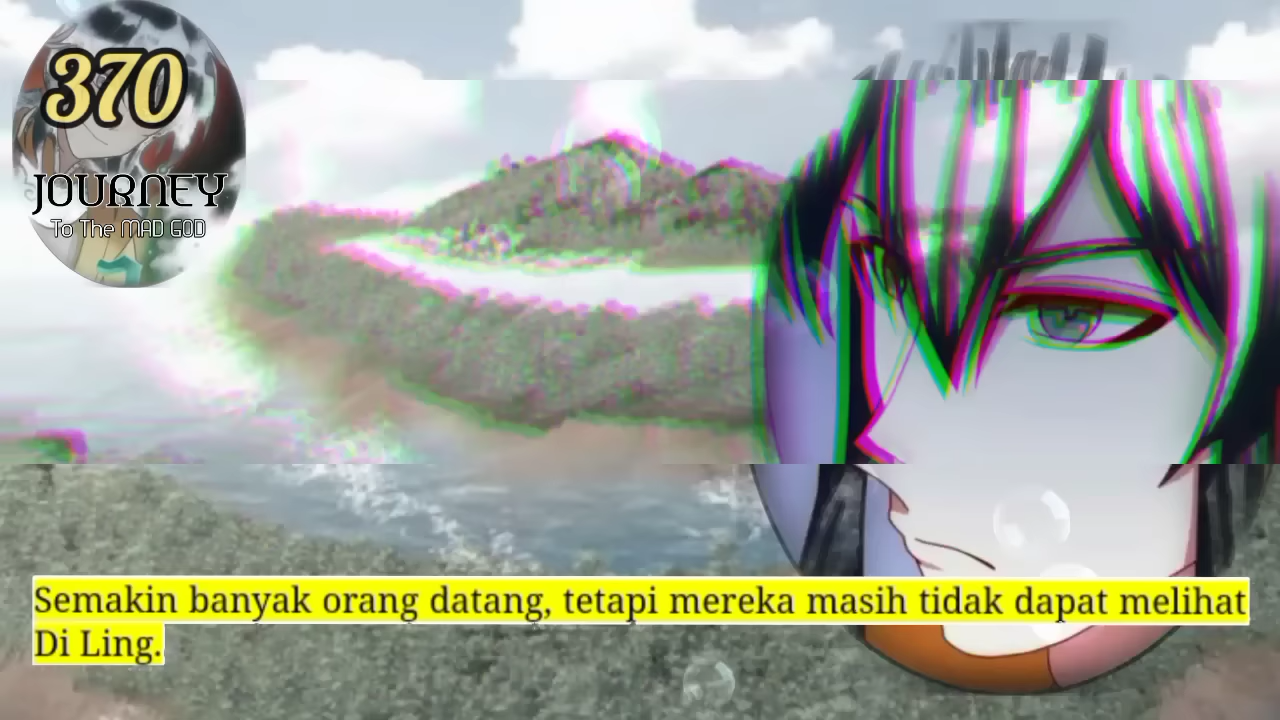 370
JOURNEY
To The MAD GOD
Semakin banyak orang datang, tetapi mereka masih tidak dapat melihat
Di Ling.